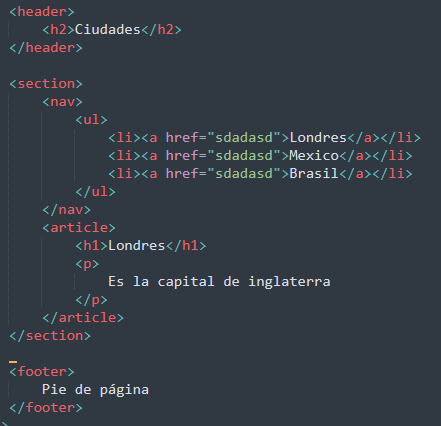 <header>
<h2>Ciudades</h2>
</header>
<section>
<nav>
<ul>
<li><a href="sdadasd">Londres</a></li>
<li><a href="sdadasd">Mexico</a></li>
<li><a href="sdadasd">Brasil</a></li>
</ul>
</nav>
<article>
<h1>Londres</h1>
<p>
Es la capital de inglaterra
</p>
</article>
</section>
<footer>
Pie de página
</footer>